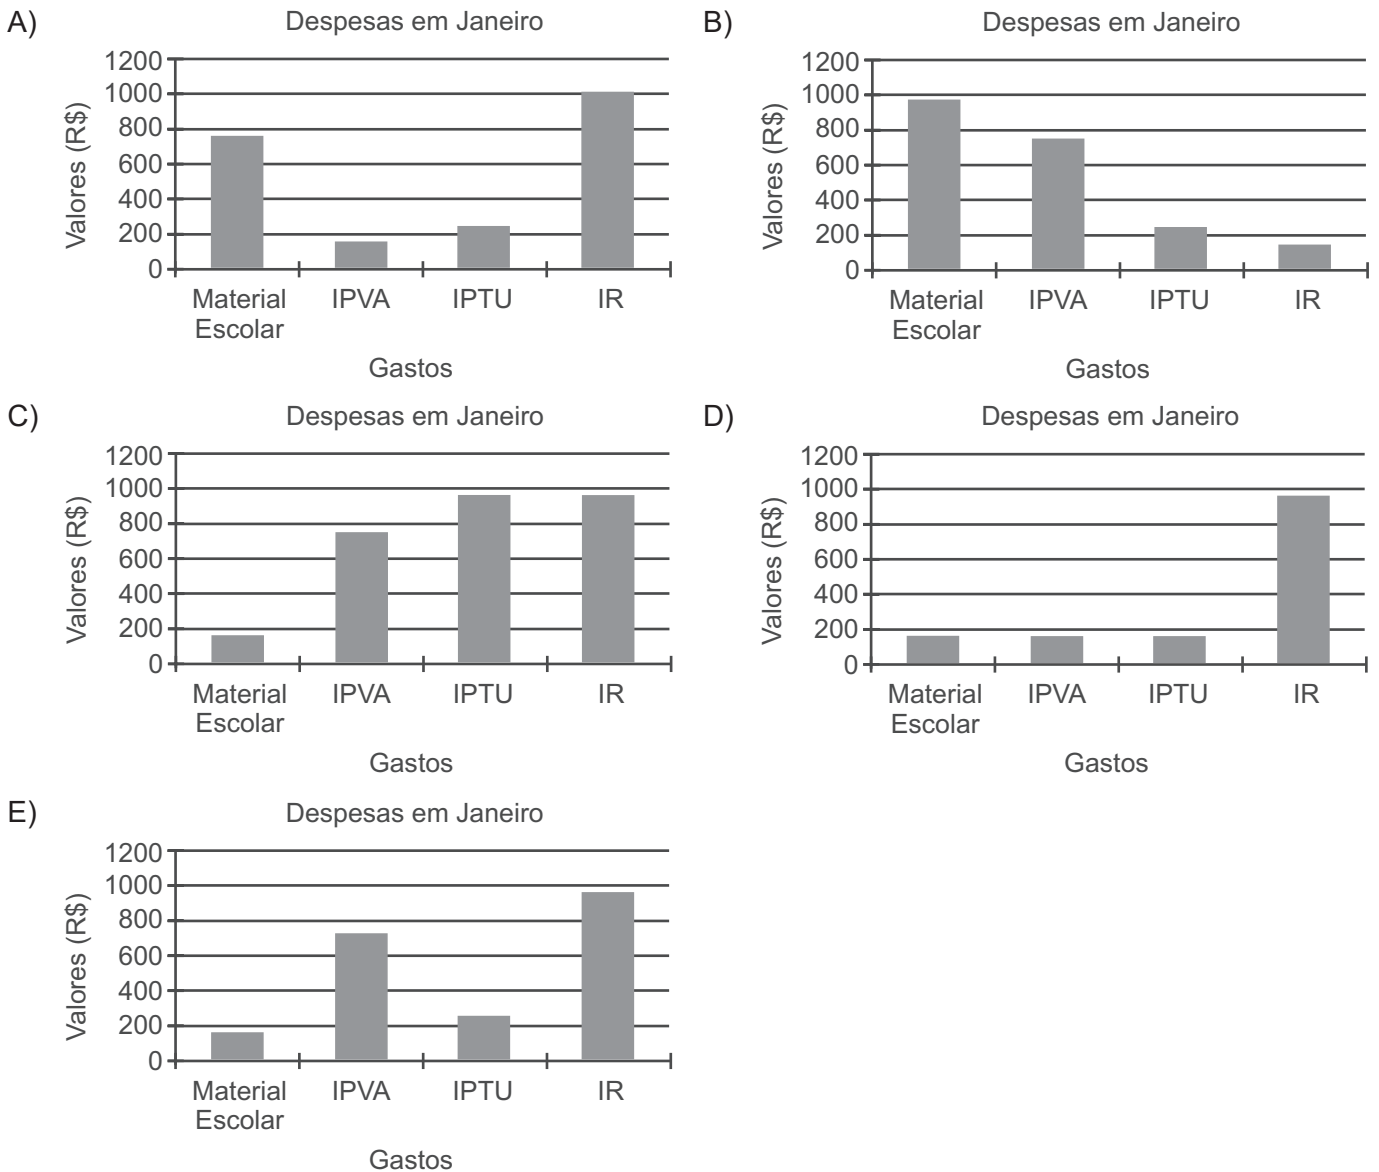 A)
Despesas em Janeiro
1200
1000
800
600
400
200
0
Valores (R$)
Material
Escolar
IPVA
IPTU
IR
Gastos
B)
Despesas em Janeiro
1200
1000
800
600
400
200
0
Valores (R$)
Material
Escolar
IPVA
IPTU
IR
Gastos
C)
Despesas em Janeiro
1200
1000
800
600
400
200
0
Valores (R$)
Material
Escolar
IPVA
IPTU
IR
Gastos
D)
Despesas em Janeiro
1200
1000
800
600
400
200
0
Valores (R$)
Material
Escolar
IPVA
IPTU
IR
Gastos
E)
Despesas em Janeiro
1200
1000
800
600
400
200
0
Valores (R$)
Material
Escolar
IPVA
IPTU
IR
Gastos